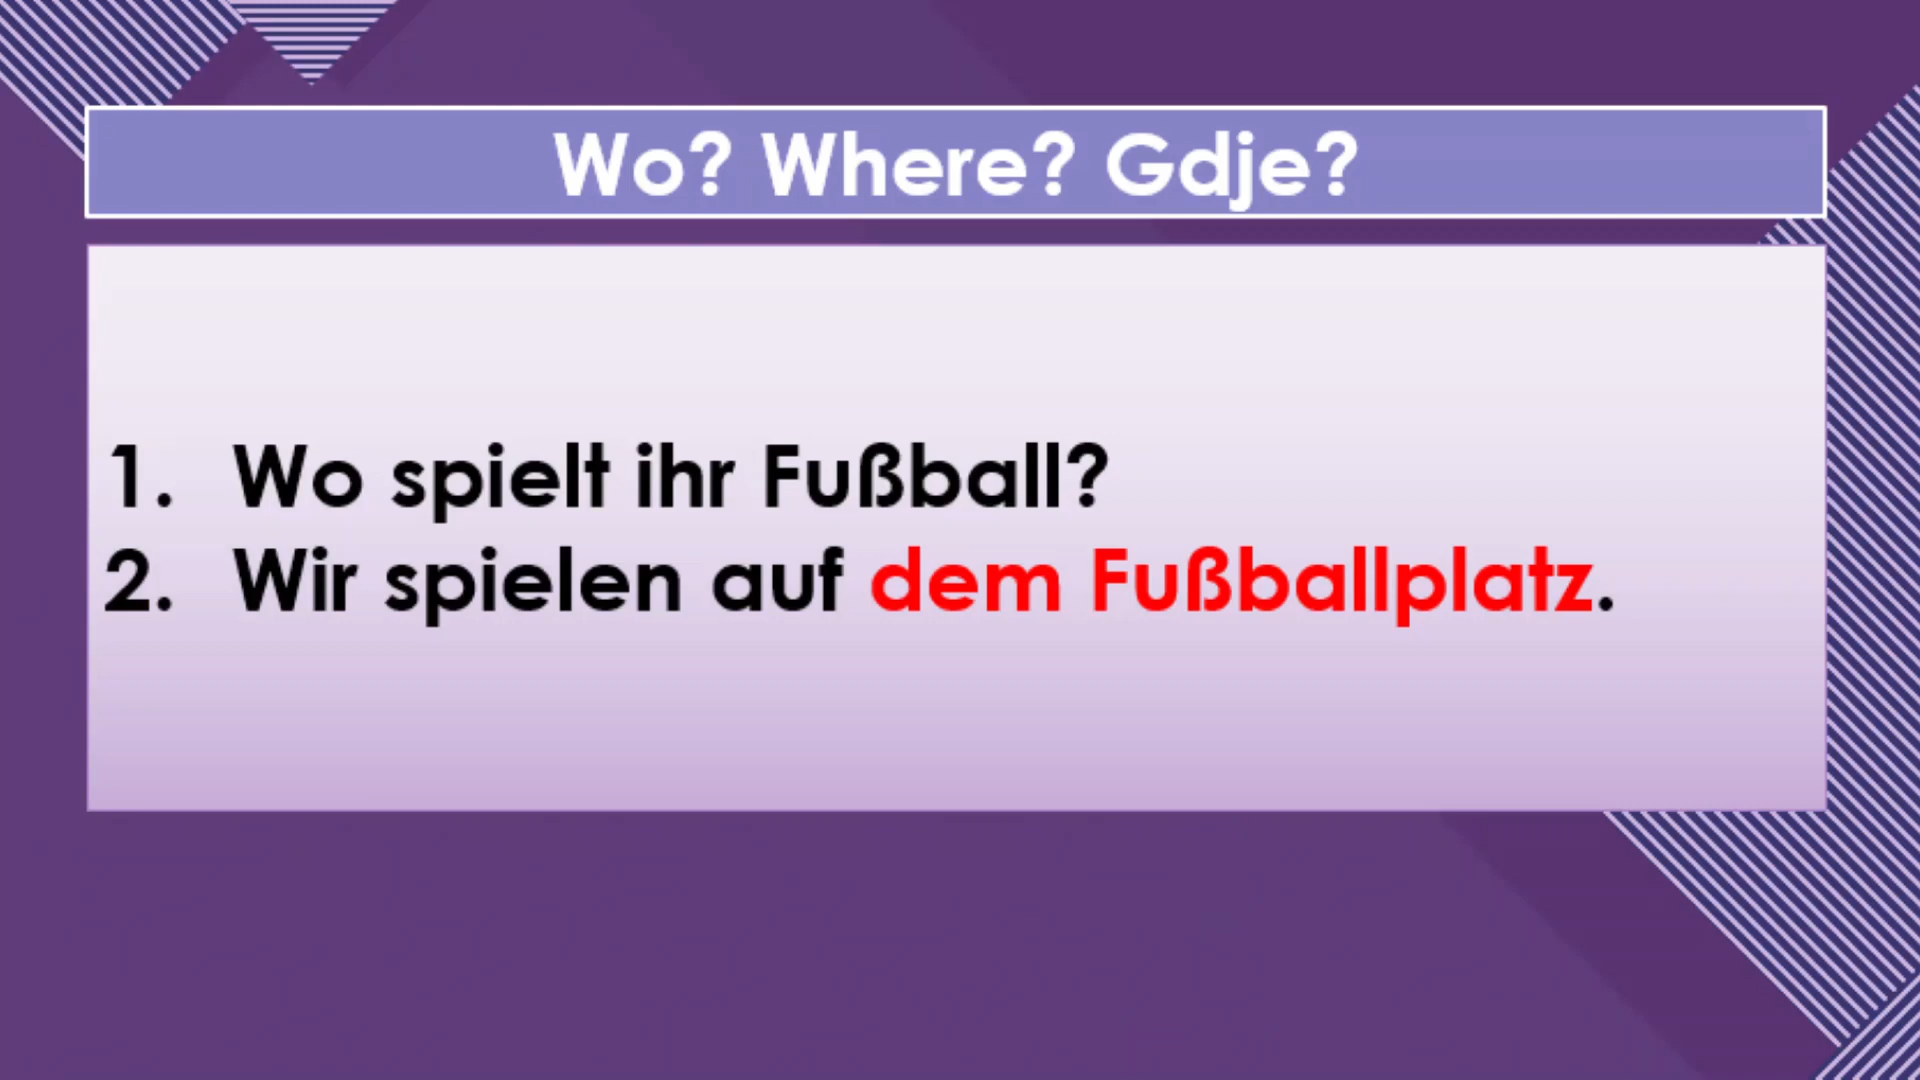 Wo? Where? Gdje?
1. Wo spielt ihr Fußball?
2. Wir spielen auf dem Fußballplatz.